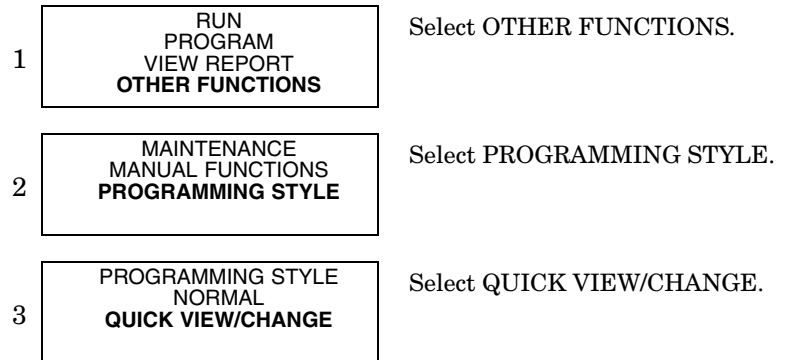 1
RUN
PROGRAM
VIEW REPORT
OTHER FUNCTIONS
Select OTHER FUNCTIONS.
2
MAINTENANCE
MANUAL FUNCTIONS
PROGRAMMING STYLE
Select PROGRAMMING STYLE.
3
PROGRAMMING STYLE
NORMAL
QUICK VIEW/CHANGE
Select QUICK VIEW/CHANGE.